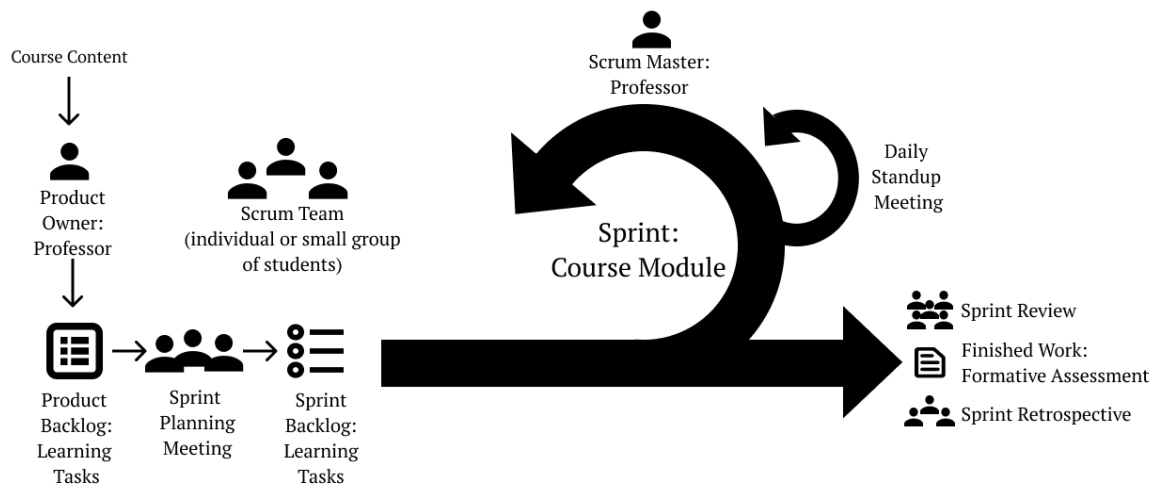 Course Content
Product
Owner:
Professor
Product
Backlog:
Learning
Tasks
Sprint
Planning
Meeting
Scrum Team
(individual or small group
of students)
Sprint
Backlog:
Learning
Tasks
Scrum Master:
Professor
Sprint:
Course Module
Daily
Standup
Meeting
Sprint Review
Finished Work:
Formative Assessment
Sprint Retrospective